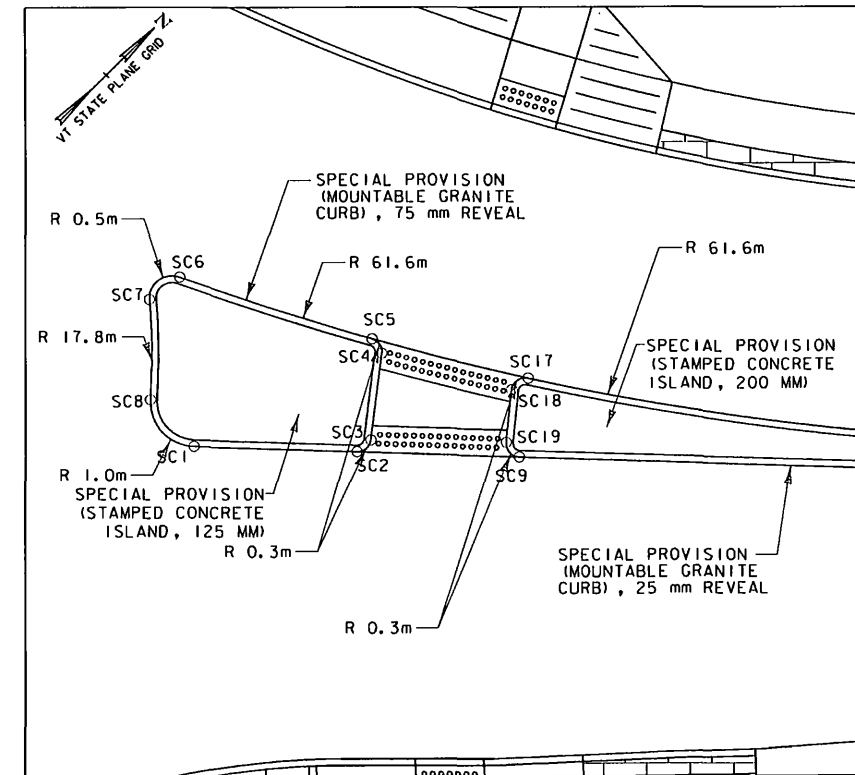 N
VT STATE PLANE GRID
SPECIAL PROVISION
(MOUNTABLE GRANITE
CURB), 75 mm REVEAL
R 0.5m
SC6
R 61.6m
R 61.6m
SC7
SC5
R 17.8m
SC4
SC17
SPECIAL PROVISION
(STAMPED CONCRETE
ISLAND, 200 MM)
SC18
SC8
SC3
SC19
SC1
SC2
SC9
R 1.0m
SPECIAL PROVISION
(STAMPED CONCRETE
ISLAND, 125 MM)
R 0.3m
SPECIAL PROVISION
(MOUNTABLE GRANITE
CURB), 25 mm REVEAL
R 0.3m